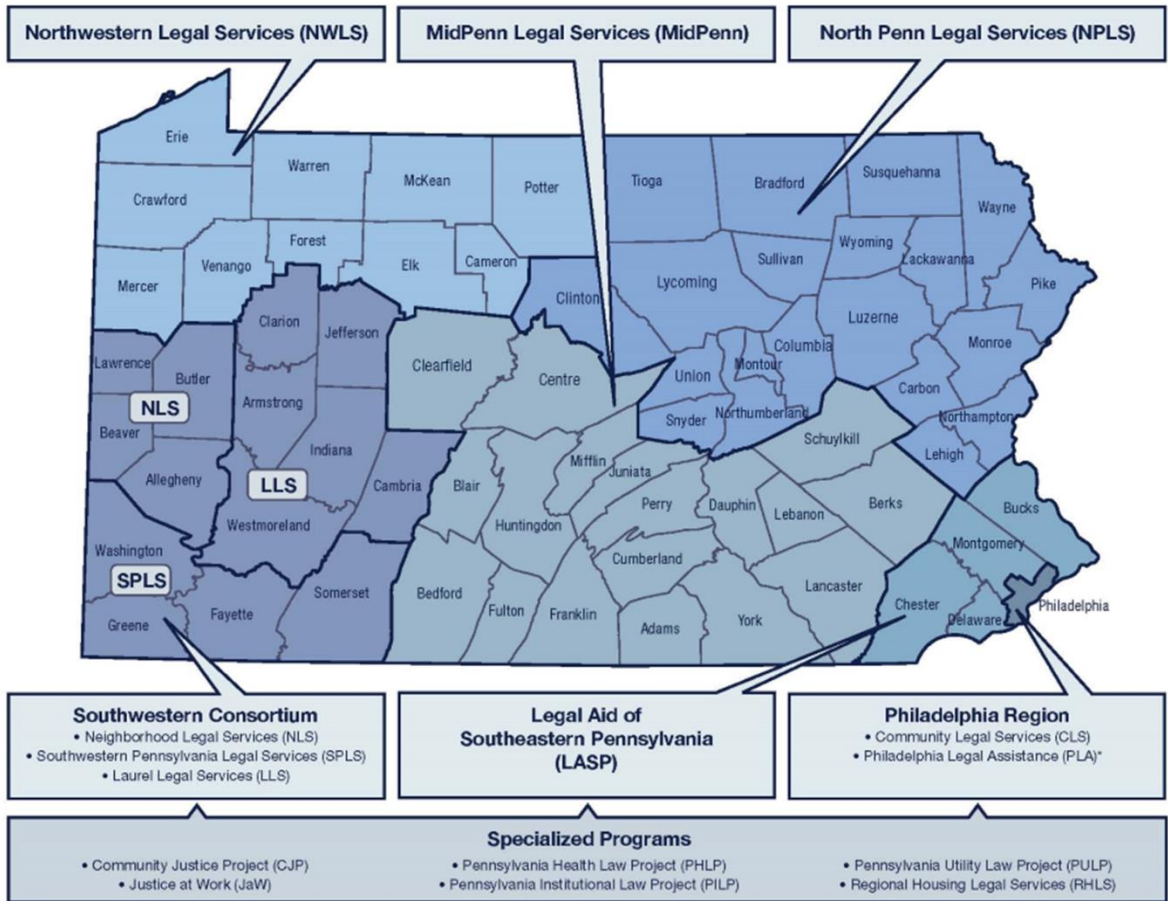 Northwestern Legal Services (NWLS)
MidPenn Legal Services (MidPenn)
North Penn Legal Services (NPLS)
Erie
Warren
McKean
Potter
Tioga
Bradford
Susquehanna
Wayne
Crawford
Forest
Venango
Elk
Cameron
Mercer
Clinton
Lycoming
Sullivan
Wyoming
Lackawanna
Pike
Luzerne
Monroe
Columbia
Montour
Union
Snyder
Northumberland
Carbon
Northampton
Lehigh
Clarion
Jefferson
Clearfield
Centre
Lawrence
Butler
NLS
Armstrong
Beaver
Indiana
Allegheny
LLS
Cambria
Westmoreland
Blair
Mifflin
Juniata
Huntingdon
Perry
Dauphin
Schuylkill
Lebanon
Berks
Bucks
Montgomery
Washington
SPLS
Greene
Fayette
Somerset
Bedford
Fulton
Franklin
Cumberland
Adams
York
Lancaster
Chester
Delaware
Philadelphia
Southwestern Consortium
• Neighborhood Legal Services (NLS)
• Southwestern Pennsylvania Legal Services (SPLS)
• Laurel Legal Services (LLS)
Legal Aid of
Southeastern Pennsylvania
(LASP)
Philadelphia Region
• Community Legal Services (CLS)
• Philadelphia Legal Assistance (PLA)*
Specialized Programs
• Community Justice Project (CJP)
• Justice at Work (JaW)
• Pennsylvania Health Law Project (PHLP)
• Pennsylvania Institutional Law Project (PILP)
• Pennsylvania Utility Law Project (PULP)
• Regional Housing Legal Services (RHLS)